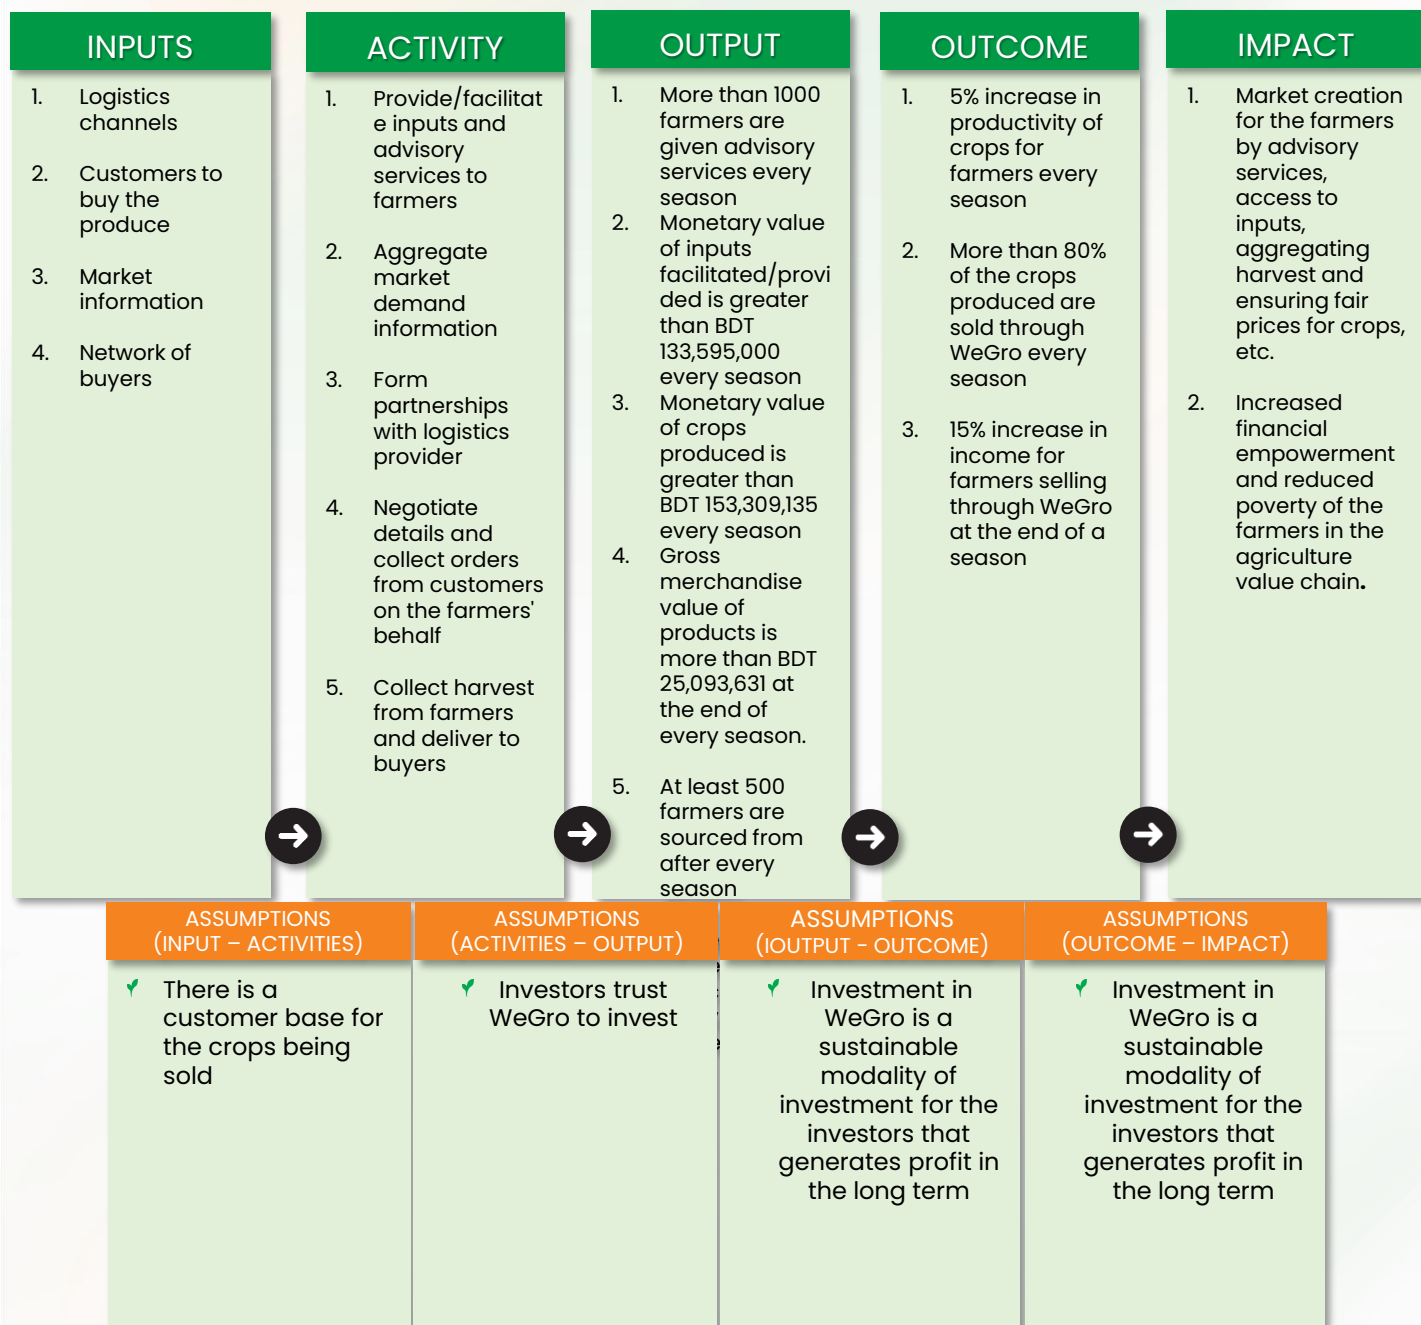 INPUTS
1. Logistics
channels
2. Customers to
buy the
produce
3. Market
information
4. Network of
buyers
ACTIVITY
1. Provide/facilitat
e inputs and
advisory
services to
farmers
2. Aggregate
market
demand
information
3. Form
partnerships
with logistics
provider
4. Negotiate
details and
collect orders
from customers
on the farmers'
behalf
5. Collect harvest
from farmers
and deliver to
buyers
OUTPUT
1. More than 1000
farmers are
given advisory
services every
season
2. Monetary value
of inputs
facilitated/provi
ded is greater
than BDT
133,595,000
every season
3. Monetary value
of crops
produced is
greater than
BDT 153,309,135
every season
4. Gross
merchandise
value of
products is
more than BDT
25,093,631 at
the end of
every season.
5. At least 500
farmers are
sourced from
after every
season
OUTCOME
1. 5% increase in
productivity of
crops for
farmers every
season
2. More than 80%
of the crops
produced are
sold through
WeGro every
season
3. 15% increase in
income for
farmers selling
through WeGro
at the end of a
season
IMPACT
1. Market creation
for the farmers
by advisory
services,
access to
inputs,
aggregating
harvest and
ensuring fair
prices for crops,
etc.
2. Increased
financial
empowerment
and reduced
poverty of the
farmers in the
agriculture
value chain.
ASSUMPTIONS
(INPUT – ACTIVITIES)
There is a
customer base for
the crops being
sold
ASSUMPTIONS
(ACTIVITIES – OUTPUT)
Investors trust
WeGro to invest
ASSUMPTIONS
(IOUTPUT - OUTCOME)
Investment in
WeGro is a
sustainable
modality of
investment for the
investors that
generates profit in
the long term
ASSUMPTIONS
(OUTCOME – IMPACT)
Investment in
WeGro is a
sustainable
modality of
investment for the
investors that
generates profit in
the long term